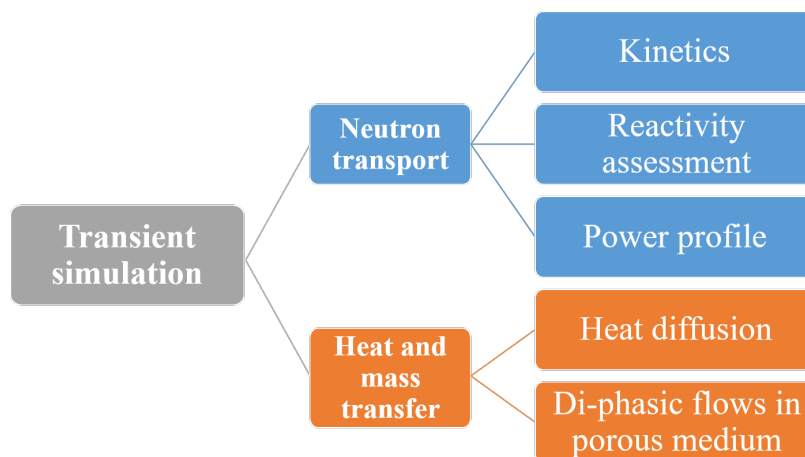 Transient
simulation
Neutron
transport
Kinetics
Reactivity
assessment
Power profile
Heat and
mass
transfer
Heat diffusion
Di-phasic flows in
porous medium